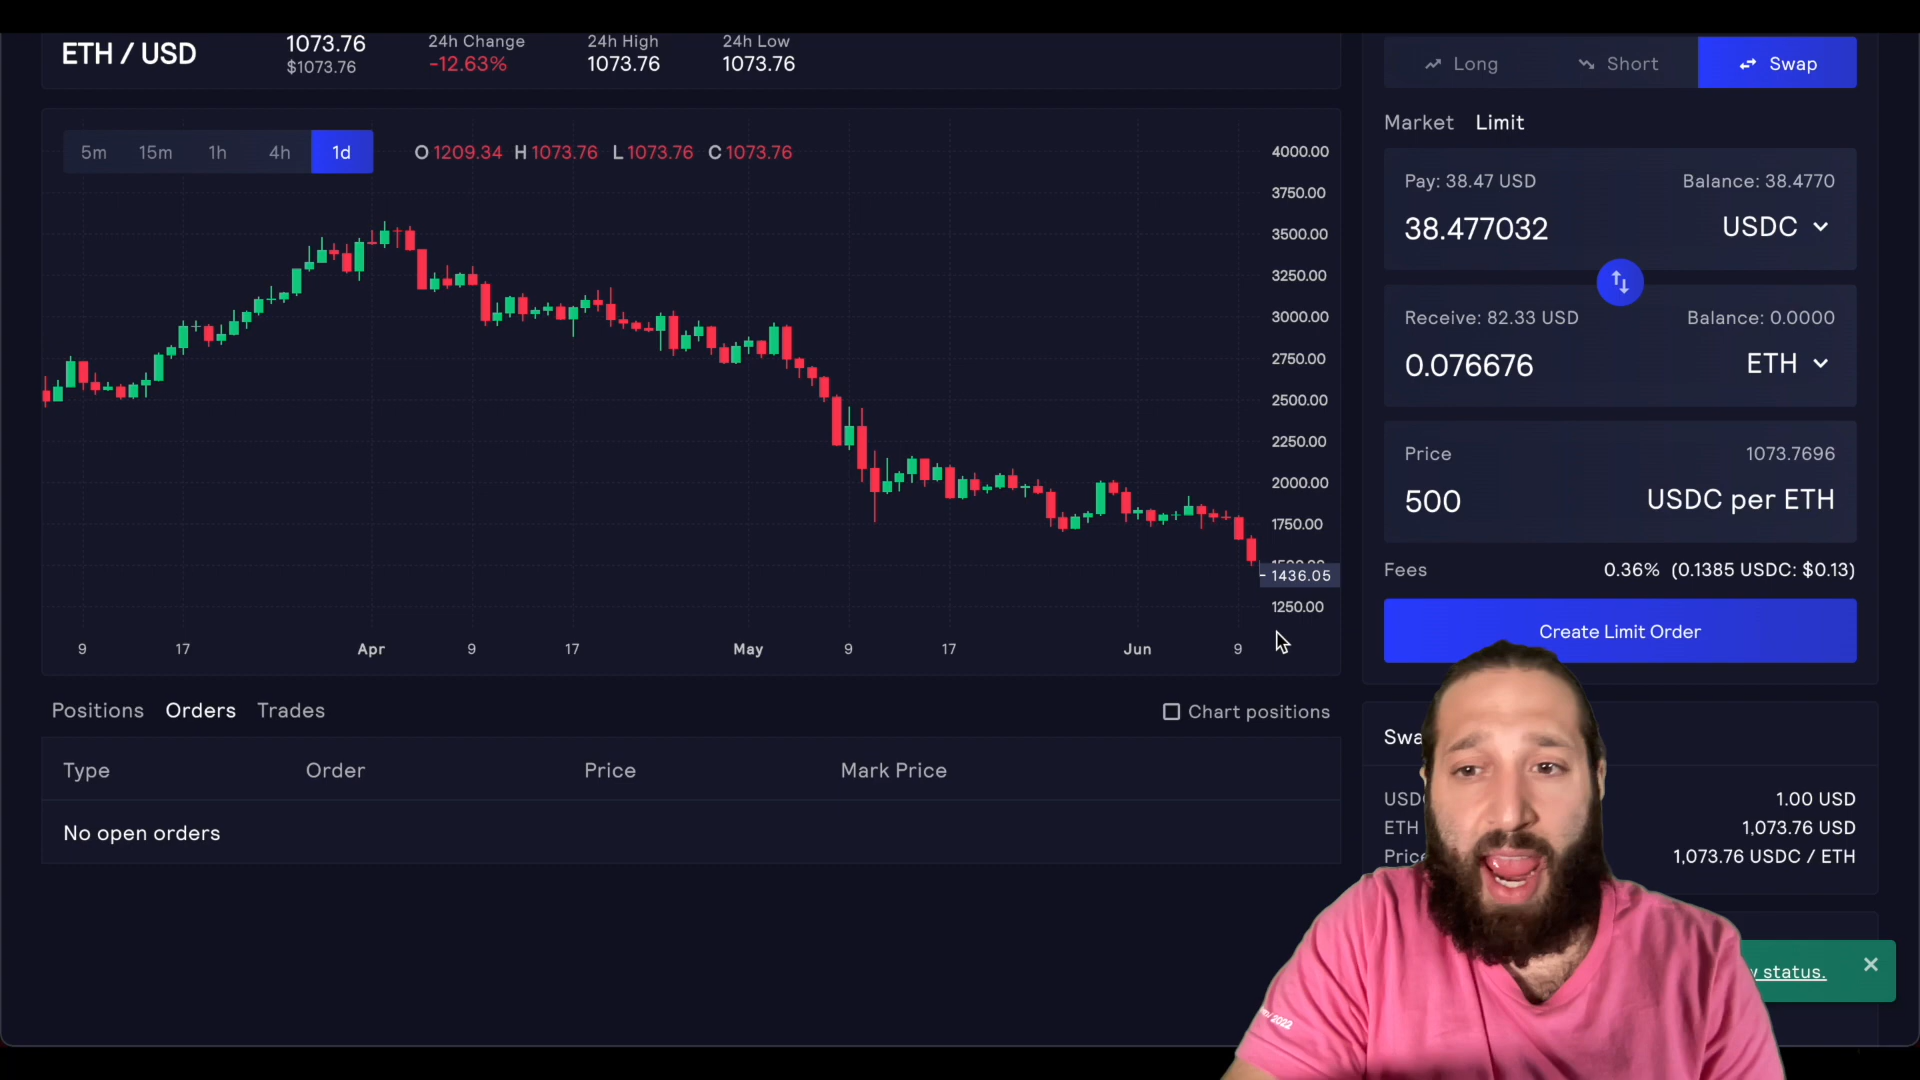 ETH / USD
1073.76
$1073.76
24h Change
-12.63%
24h High
1073.76
24h Low
1073.76
5m 15m 1h 4h 1d
O 1209.34 H 1073.76 L 1073.76 C 1073.76
4000.00
3750.00
3500.00
3250.00
3000.00
2750.00
2500.00
2250.00
2000.00
1750.00
1436.05
1250.00
9 17 Apr 9 17 May 9 17 Jun 9
Positions Orders Trades
Chart positions
Type Order Price Mark Price
No open orders
Long Short Swap
Market Limit
Pay: 38.47 USD Balance: 38.4770
38.477032 USDC
Receive: 82.33 USD Balance: 0.0000
0.076676 ETH
Price 1073.7696
500 USDC per ETH
Fees 0.36% (0.1385 USDC: $0.13)
Create Limit Order
1.00 USD
ETH 1,073.76 USD
1,073.76 USDC / ETH
status.
2022